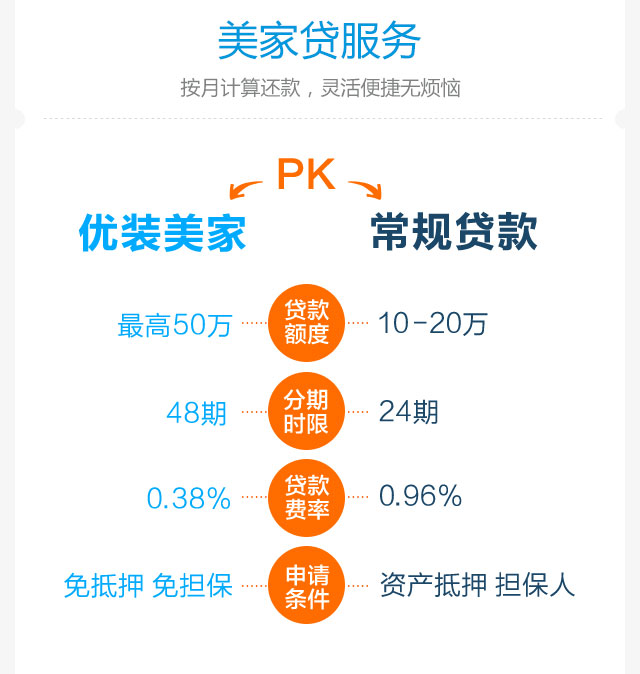 美家贷服务
按月计算还款，灵活便捷无烦恼
PK
优装美家 常规贷款
最高50万 贷款额度 10-20万
48期 分期时限 24期
0.38% 贷款费率 0.96%
免抵押 免担保 申请条件 资产抵押 担保人